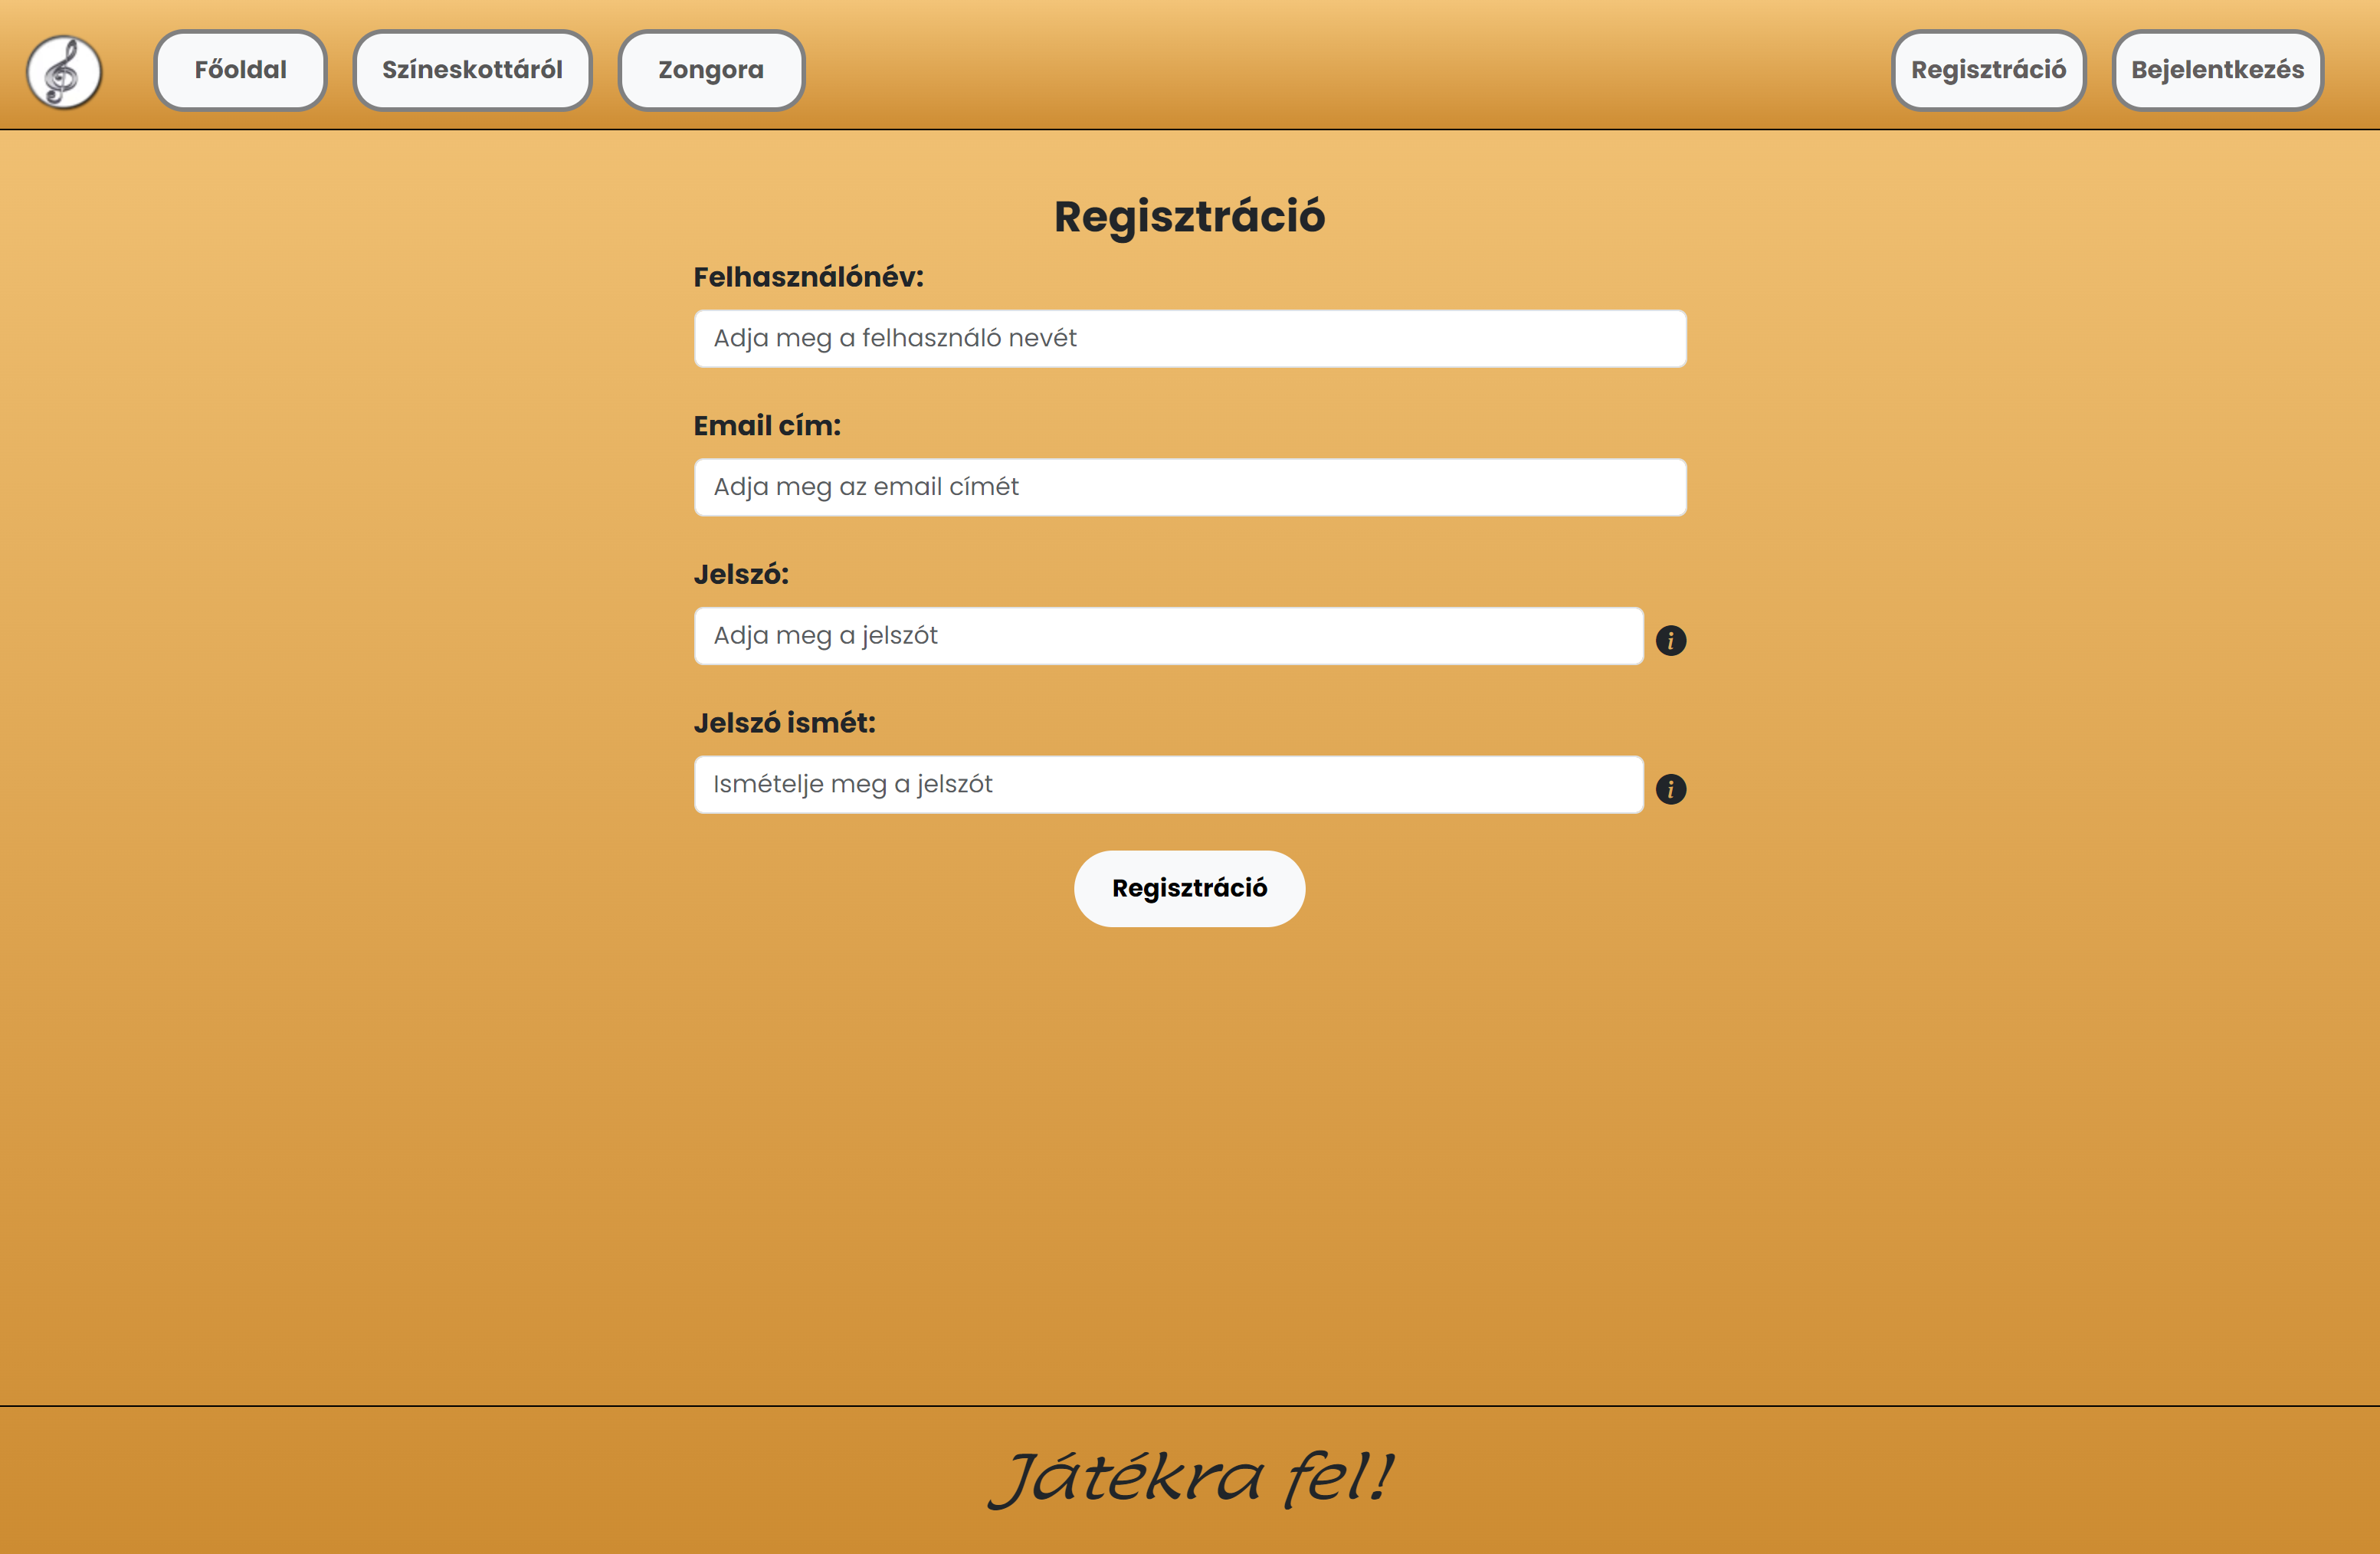 Főoldal Színeskottáról Zongora Regisztráció Bejelentkezés
Regisztráció
Felhasználónév:
Adja meg a felhasználó nevét
Email cím:
Adja meg az email címét
Jelszó:
Adja meg a jelszót
Jelszó ismét:
Ismételje meg a jelszót
Regisztráció
Játékra fel!